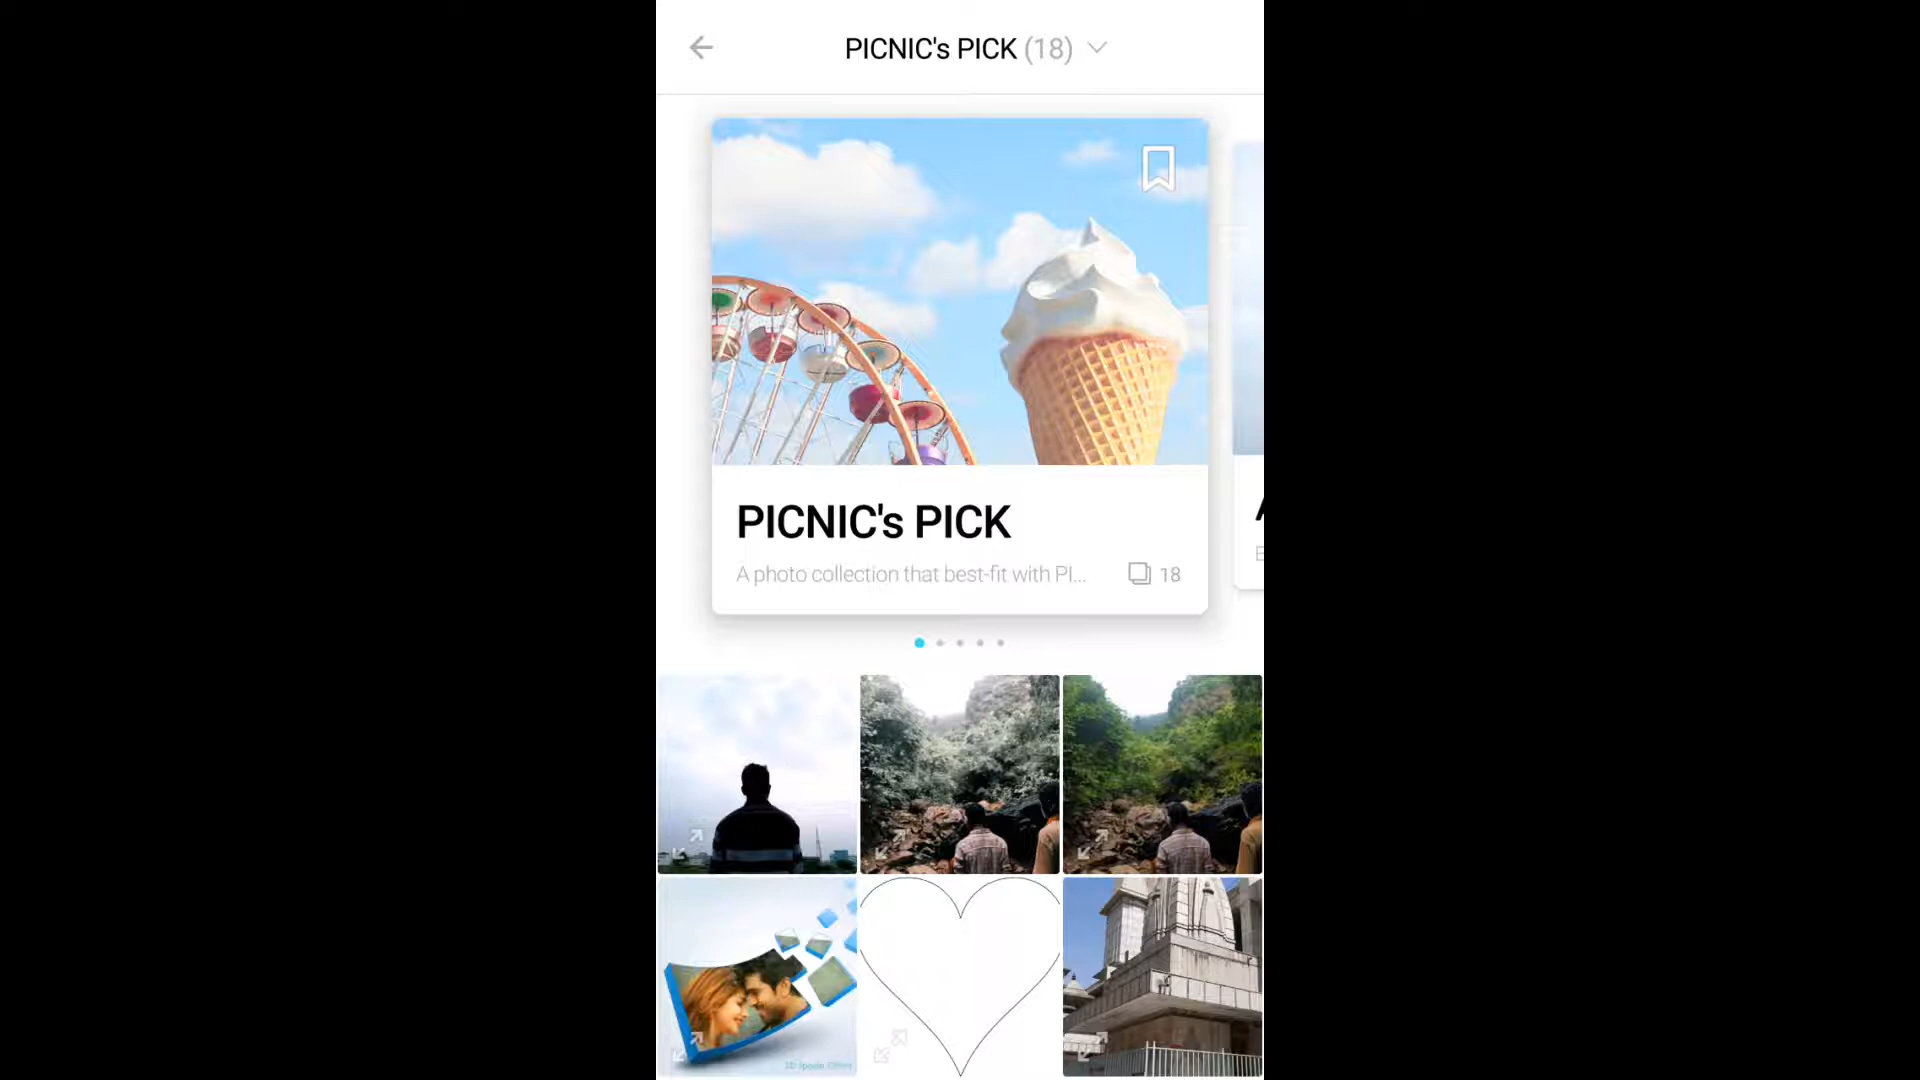 PICNIC's PICK (18)
PICNIC's PICK
A photo collection that best-fit with PI...
18